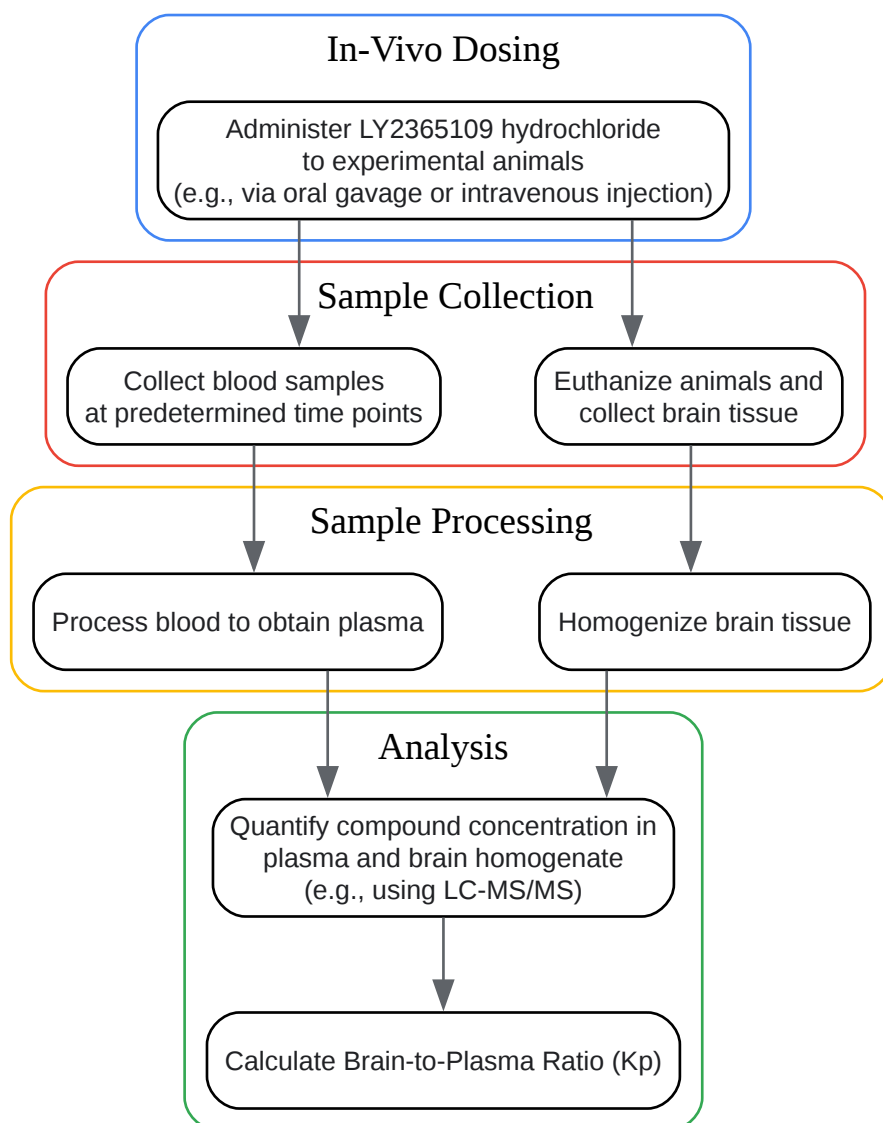 In-Vivo Dosing
Administer LY2365109 hydrochloride
to experimental animals
(e.g., via oral gavage or intravenous injection)
Sample Collection
Collect blood samples
at predetermined time points
Euthanize animals and
collect brain tissue
Sample Processing
Process blood to obtain plasma
Homogenize brain tissue
Analysis
Quantify compound concentration in
plasma and brain homogenate
(e.g., using LC-MS/MS)
Calculate Brain-to-Plasma Ratio (Kp)